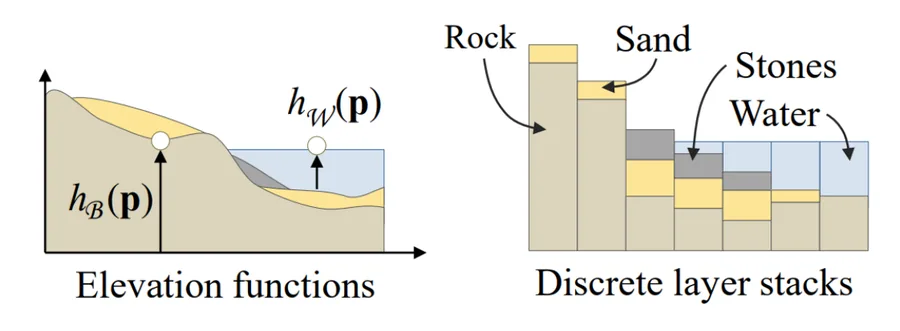 h𝒲(p)
hℬ(p)
Elevation functions
Rock
Sand
Stones
Water
Discrete layer stacks